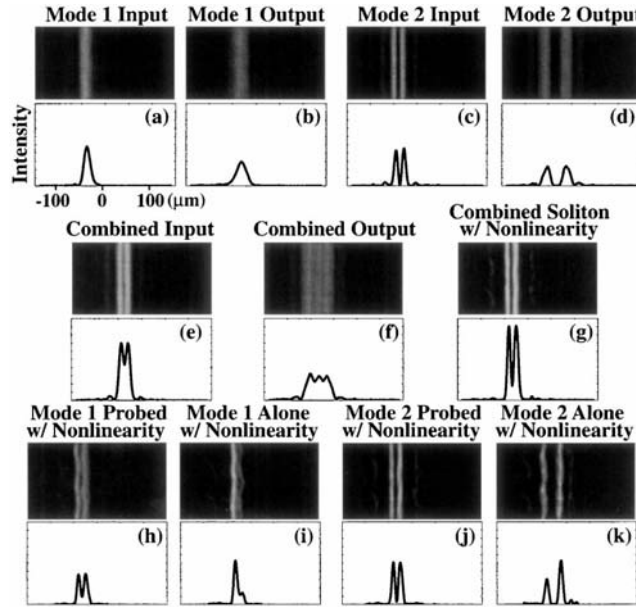 Mode 1 Input Mode 1 Output Mode 2 Input Mode 2 Output
Intensity
(a) (b) (c) (d)
-100 0 100 (μm)
Combined Input Combined Output Combined Soliton
w/ Nonlinearity
(e) (f) (g)
Mode 1 Probed Mode 1 Alone Mode 2 Probed Mode 2 Alone
w/ Nonlinearity w/ Nonlinearity w/ Nonlinearity w/ Nonlinearity
(h) (i) (j) (k)